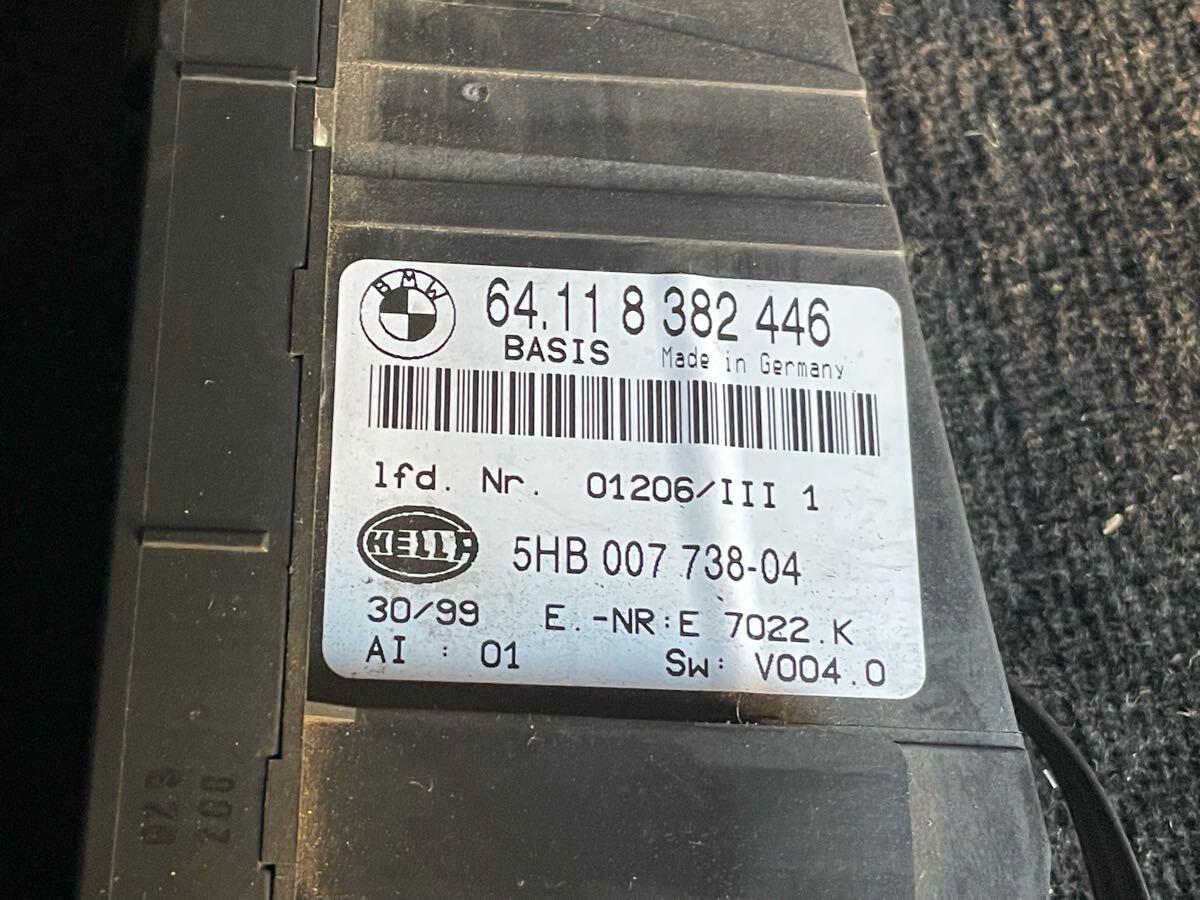 BMW
64.11 8 382 446
BASIS Made in Germany
lfd. Nr. 01206/III 1
HELLA
5HB 007 738-04
30/99 E.-NR:E 7022.K
AI : 01 Sw: V004.0